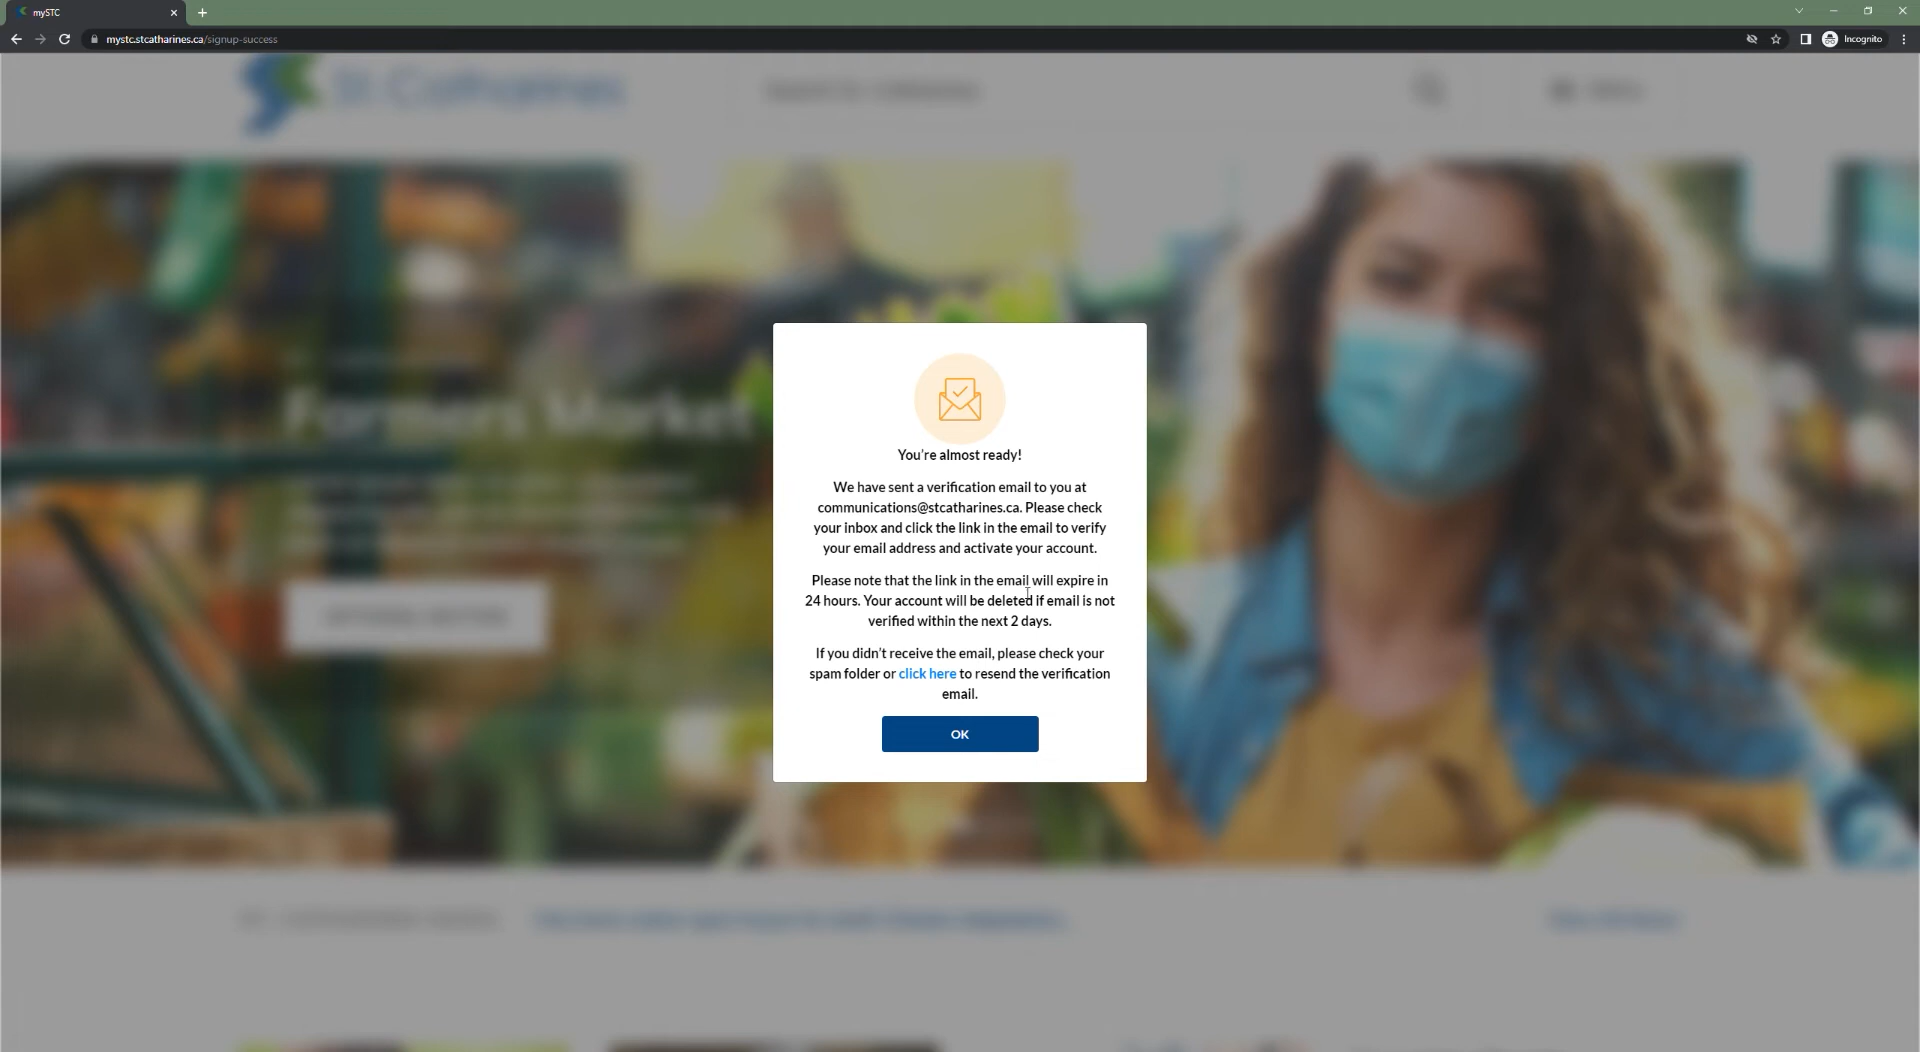 mySTC
mystc.stcatharines.ca/signup-success
Incognito
St. Catharines
Farmers Market
You're almost ready!
We have sent a verification email to you at
communications@stcatharines.ca. Please check
your inbox and click the link in the email to verify
your email address and activate your account.
Please note that the link in the email will expire in
24 hours. Your account will be deleted if email is not
verified within the next 2 days.
If you didn't receive the email, please check your
spam folder or click here to resend the verification
email.
OK